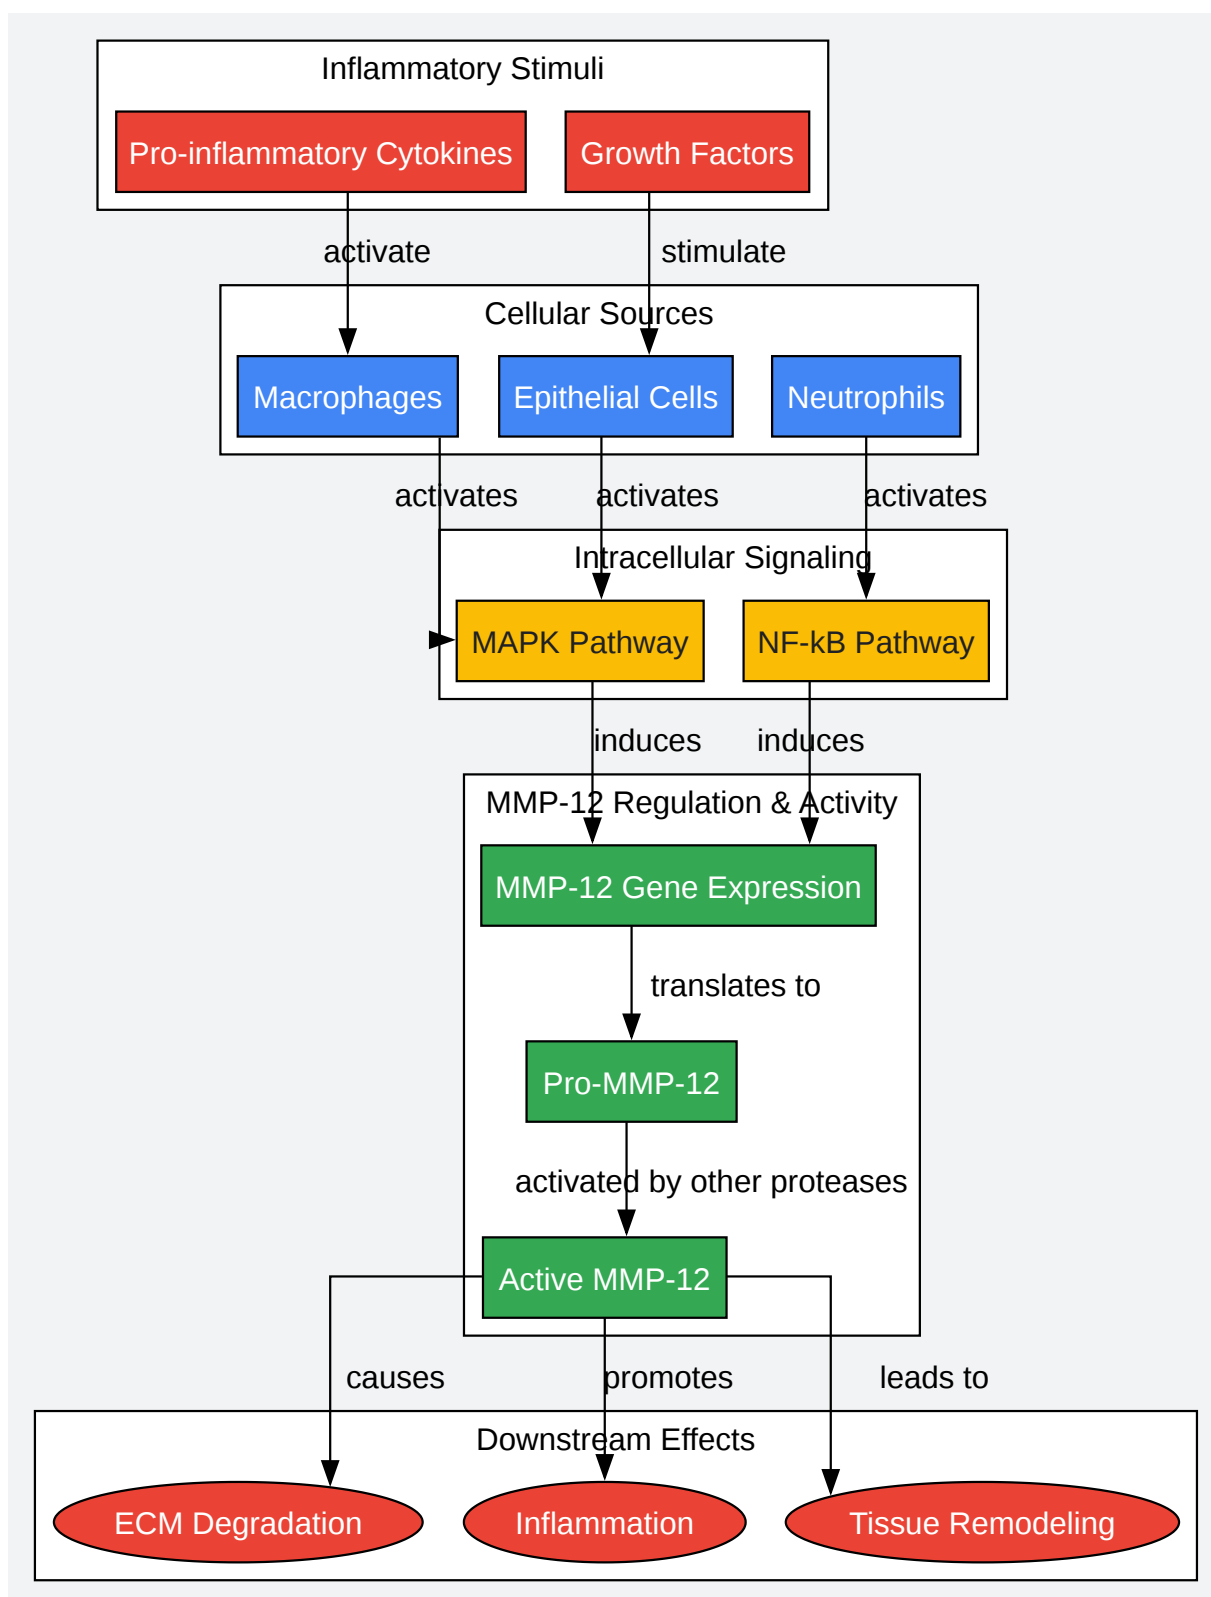 Inflammatory Stimuli
Pro-inflammatory Cytokines
Growth Factors
activate
stimulate
Cellular Sources
Macrophages
Epithelial Cells
Neutrophils
activates
activates
activates
Intracellular Signaling
MAPK Pathway
NF-kB Pathway
induces
induces
MMP-12 Regulation & Activity
MMP-12 Gene Expression
translates to
Pro-MMP-12
activated by other proteases
Active MMP-12
causes
promotes
leads to
Downstream Effects
ECM Degradation
Inflammation
Tissue Remodeling